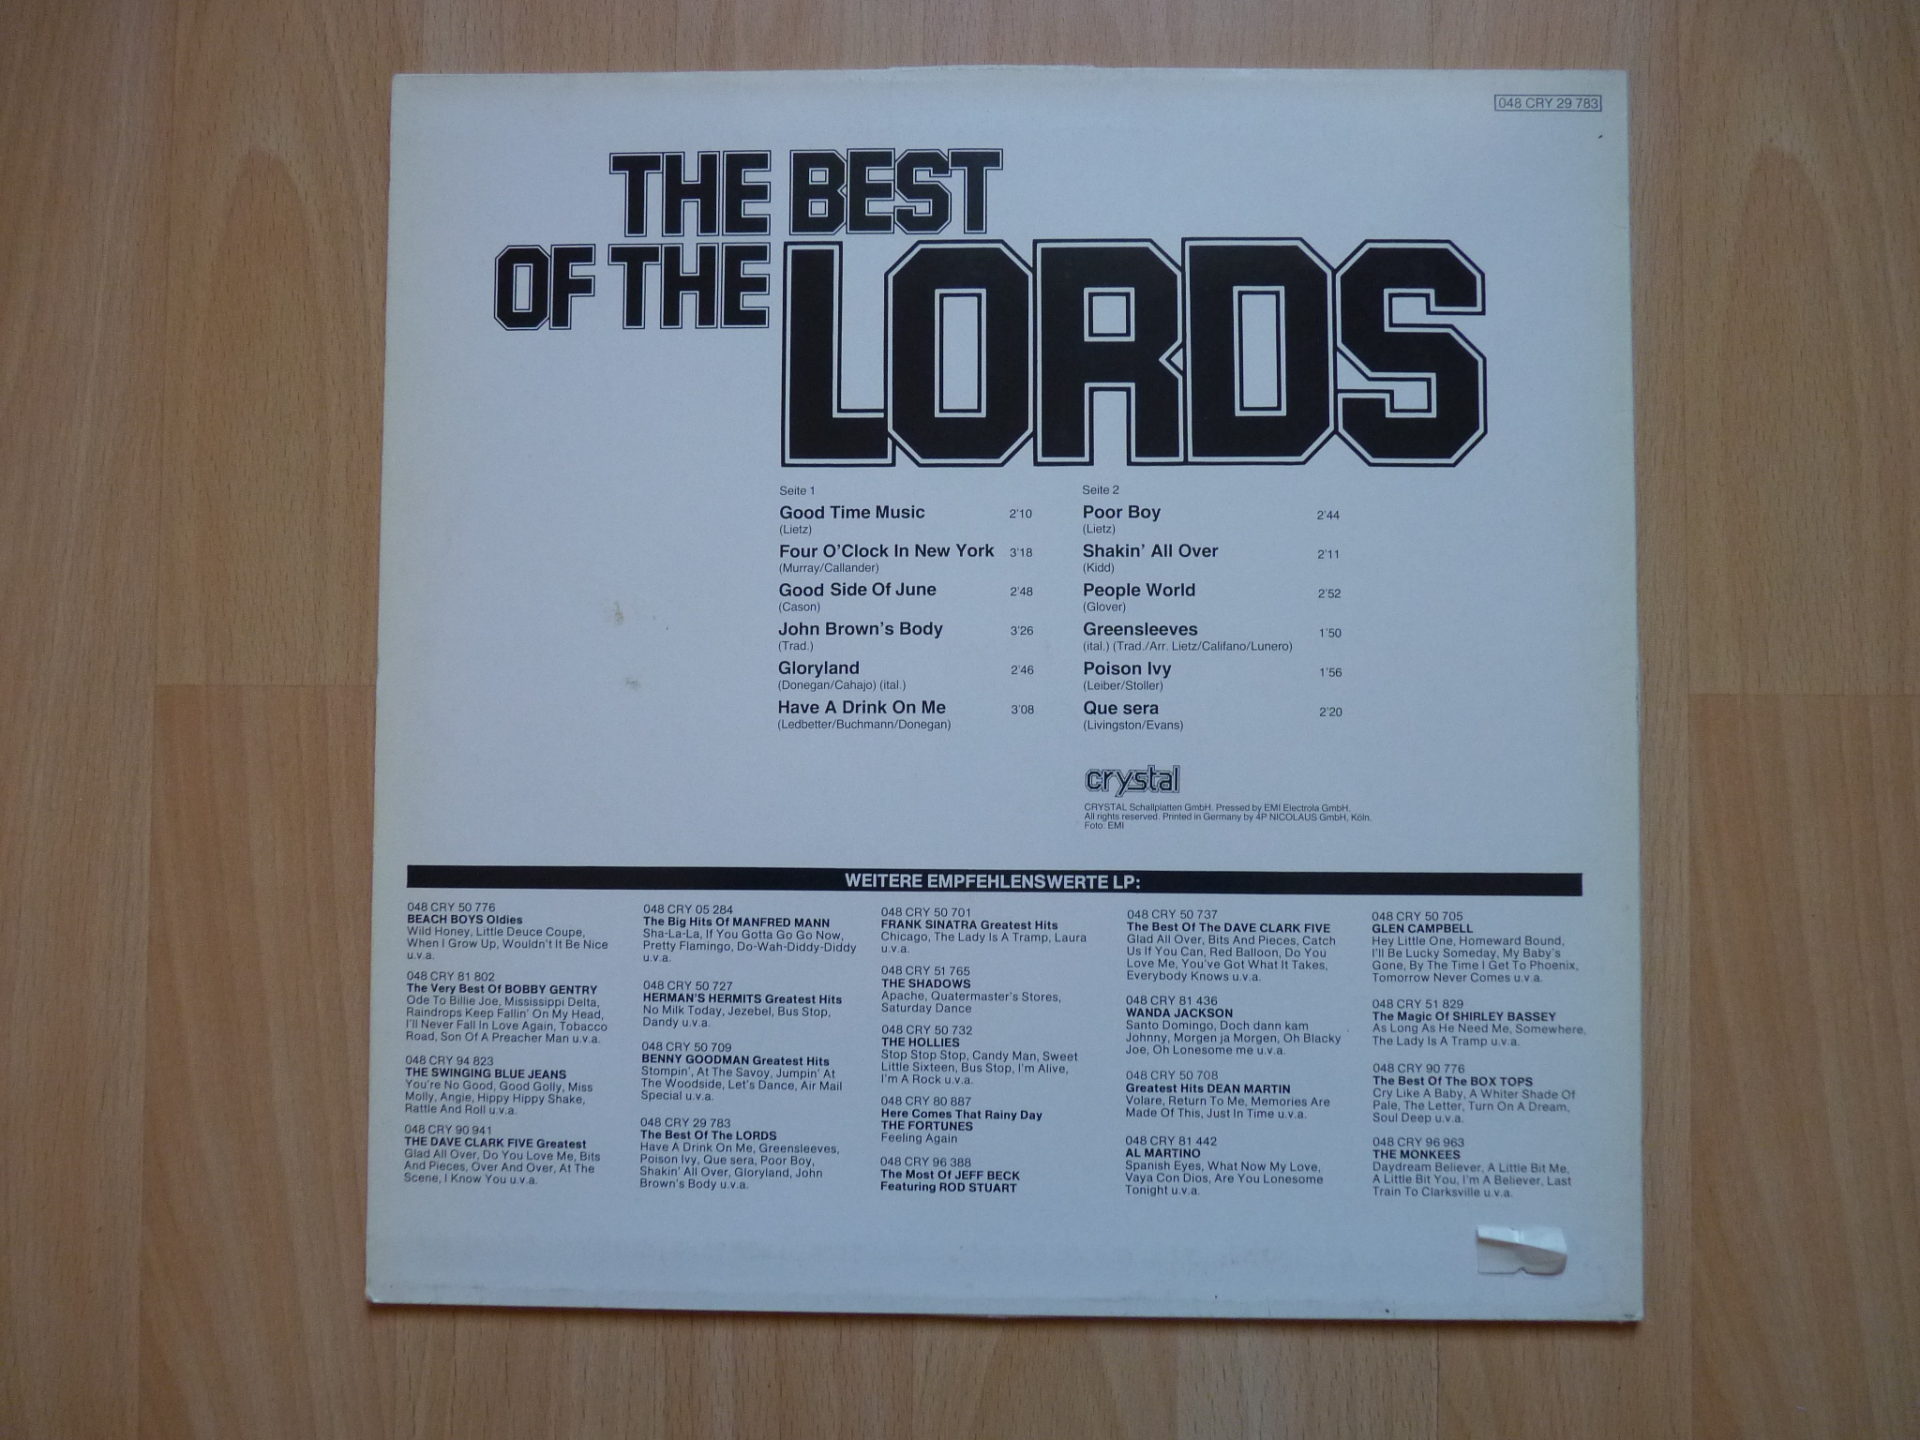 048 CRY 29 783
THE BEST
OF THE LORDS
Seite 1
Good Time Music 2'10
(Lietz)
Four O'Clock In New York 3'18
(Murray/Callander)
Good Side Of June 2'48
(Cason)
John Brown's Body 3'26
(Trad.)
Gloryland 2'46
(Donegan/Cahajo) (ital.)
Have A Drink On Me 3'08
(Ledbetter/Buchmann/Donegan)
Seite 2
Poor Boy 2'44
(Lietz)
Shakin' All Over 2'11
(Kidd)
People World 2'52
(Glover)
Greensleeves 1'50
(ital.) (Trad./Arr. Lietz/Califano/Lunero)
Poison Ivy 1'56
(Leiber/Stoller)
Que sera 2'20
(Livingston/Evans)
crystal
CRYSTAL Schallplatten GmbH. Pressed by EMI Electrola GmbH.
All rights reserved. Printed in Germany by 4P NICOLAUS GmbH, Köln.
Foto: EMI
WEITERE EMPFEHLENSWERTE LP:
048 CRY 50 776
BEACH BOYS Oldies
Wild Honey, Little Deuce Coupe,
When I Grow Up, Wouldn't It Be Nice
u.v.a.
048 CRY 81 802
The Very Best Of BOBBY GENTRY
Ode To Billie Joe, Mississippi Delta,
Raindrops Keep Fallin' On My Head,
I'll Never Fall In Love Again, Tobacco
Road, Son Of A Preacher Man u.v.a.
048 CRY 94 823
THE SWINGING BLUE JEANS
You're No Good, Good Golly, Miss
Molly, Angie, Hippy Hippy Shake,
Rattle And Roll u.v.a.
048 CRY 90 941
THE DAVE CLARK FIVE Greatest
Glad All Over, Do You Love Me, Bits
And Pieces, Over And Over, At The
Scene, I Know You u.v.a.
048 CRY 05 284
The Big Hits Of MANFRED MANN
Sha-La-La, If You Gotta Go Go Now,
Pretty Flamingo, Do-Wah-Diddy-Diddy
u.v.a.
048 CRY 50 727
HERMAN'S HERMITS Greatest Hits
No Milk Today, Jezebel, Bus Stop,
Dandy u.v.a.
048 CRY 50 709
BENNY GOODMAN Greatest Hits
Stompin', At The Savoy, Jumpin' At
The Woodside, Let's Dance, Air Mail
Special u.v.a.
048 CRY 29 783
The Best Of The LORDS
Have A Drink On Me, Greensleeves,
Poison Ivy, Que sera, Poor Boy,
Shakin' All Over, Gloryland, John
Brown's Body u.v.a.
048 CRY 50 701
FRANK SINATRA Greatest Hits
Chicago, The Lady Is A Tramp, Laura
u.v.a.
048 CRY 51 765
THE SHADOWS
Apache, Quatermaster's Stores,
Saturday Dance
048 CRY 50 732
THE HOLLIES
Stop Stop Stop, Candy Man, Sweet
Little Sixteen, Bus Stop, I'm Alive,
I'm A Rock u.v.a.
048 CRY 80 887
Here Comes That Rainy Day
THE FORTUNES
Feeling Again
048 CRY 96 388
The Most Of JEFF BECK
Featuring ROD STUART
048 CRY 50 737
The Best Of The DAVE CLARK FIVE
Glad All Over, Bits And Pieces, Catch
Us If You Can, Red Balloon, Do You
Love Me, You've Got What It Takes,
Everybody Knows u.v.a.
048 CRY 81 436
WANDA JACKSON
Santo Domingo, Doch dann kam
Johnny, Morgen ja Morgen, Oh Blacky
Joe, Oh Lonesome me u.v.a.
048 CRY 50 708
Greatest Hits DEAN MARTIN
Volare, Return To Me, Memories Are
Made Of This, Just In Time u.v.a.
048 CRY 81 442
AL MARTINO
Spanish Eyes, What Now My Love,
Vaya Con Dios, Are You Lonesome
Tonight u.v.a.
048 CRY 50 705
GLEN CAMPBELL
Hey Little One, Homeward Bound,
I'll Be Lucky Someday, My Baby's
Gone, By The Time I Get To Phoenix,
Tomorrow Never Comes u.v.a.
048 CRY 51 829
The Magic Of SHIRLEY BASSEY
As Long As He Need Me, Somewhere,
The Lady Is A Tramp u.v.a.
048 CRY 90 776
The Best Of The BOX TOPS
Cry Like A Baby, A Whiter Shade Of
Pale, The Letter, Turn On A Dream,
Soul Deep u.v.a.
048 CRY 96 963
THE MONKEES
Daydream Believer, A Little Bit Me,
A Little Bit You, I'm A Believer, Last
Train To Clarksville u.v.a.